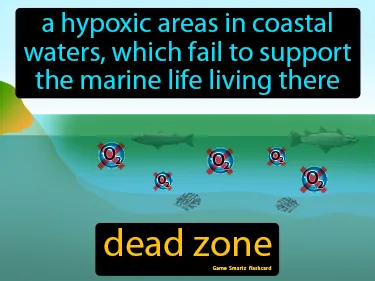 a hypoxic areas in coastal
waters, which fail to support
the marine life living there
O2
O2
O2
O2
O2
dead zone
Game Smartz flashcard